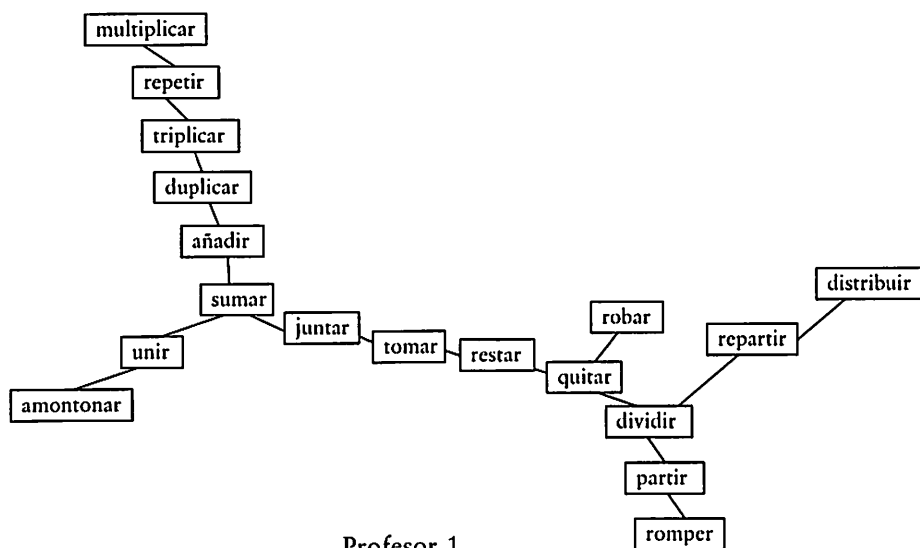 multiplicar
repetir
triplicar
duplicar
añadir
sumar
distribuir
robar
juntar
repartir
tomar
unir
restar
quitar
amontonar
dividir
partir
romper
Profesor 1